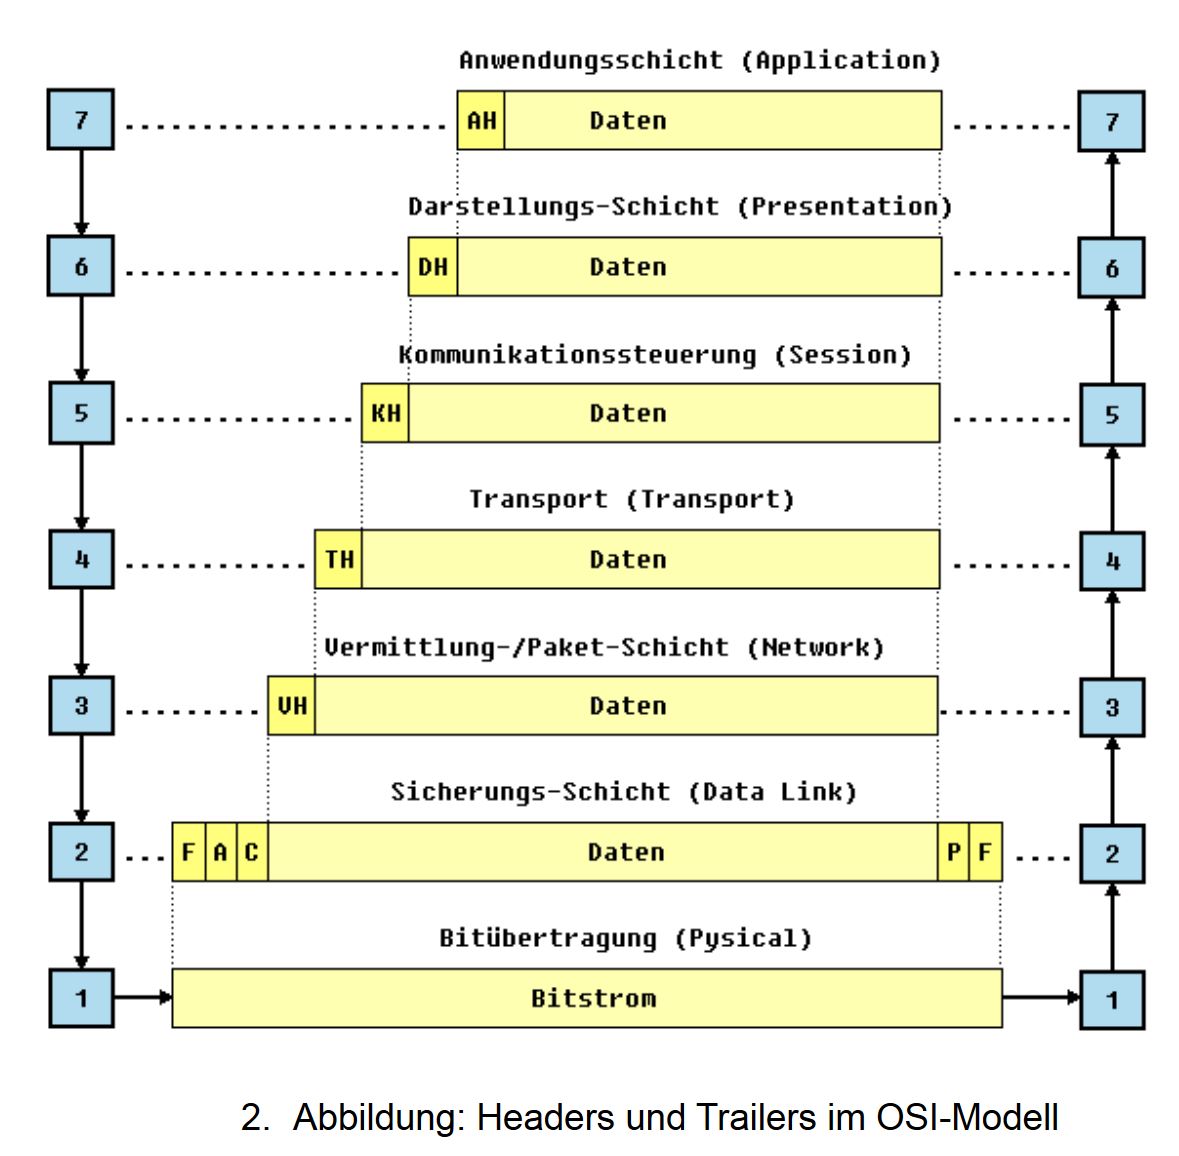 Anwendungsschicht (Application)
7 AH Daten 7
Darstellungs-Schicht (Presentation)
6 DH Daten 6
Kommunikationssteuerung (Session)
5 KH Daten 5
Transport (Transport)
4 TH Daten 4
Vermittlung-/Paket-Schicht (Network)
3 VH Daten 3
Sicherungs-Schicht (Data Link)
2 F A C Daten P F 2
Bitübertragung (Pysical)
1 Bitstrom 1
2. Abbildung: Headers und Trailers im OSI-Modell